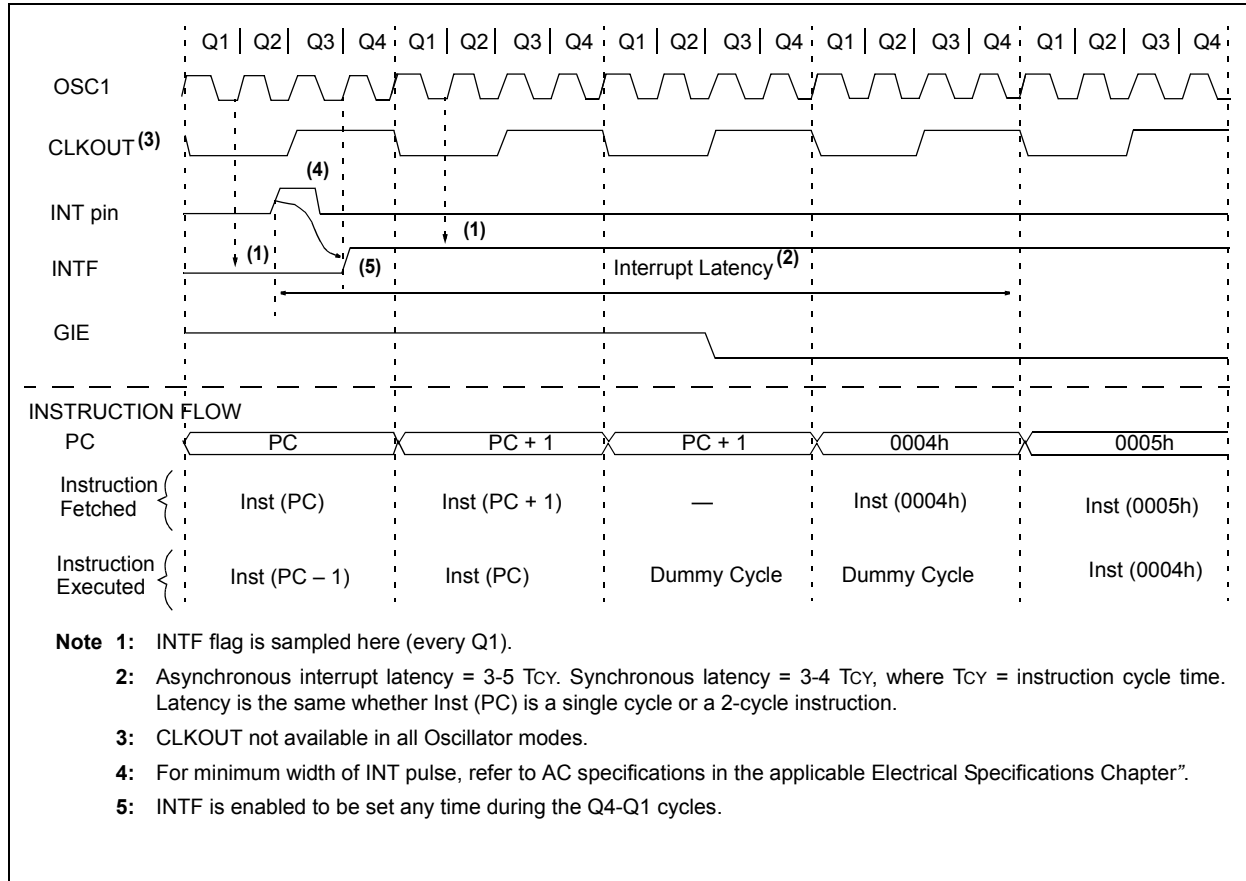 Q1 Q2 Q3 Q4 Q1 Q2 Q3 Q4 Q1 Q2 Q3 Q4 Q1 Q2 Q3 Q4 Q1 Q2 Q3 Q4
OSC1
CLKOUT (3)
(4)
INT pin
(1) (1)
INTF (5) Interrupt Latency (2)
GIE
INSTRUCTION FLOW
PC PC PC + 1 PC + 1 0004h 0005h
Instruction
Fetched Inst (PC) Inst (PC + 1) — Inst (0004h) Inst (0005h)
Instruction
Executed Inst (PC – 1) Inst (PC) Dummy Cycle Dummy Cycle Inst (0004h)
Note 1: INTF flag is sampled here (every Q1).
2: Asynchronous interrupt latency = 3-5 TCY. Synchronous latency = 3-4 TCY, where TCY = instruction cycle time.
Latency is the same whether Inst (PC) is a single cycle or a 2-cycle instruction.
3: CLKOUT not available in all Oscillator modes.
4: For minimum width of INT pulse, refer to AC specifications in the applicable Electrical Specifications Chapter”.
5: INTF is enabled to be set any time during the Q4-Q1 cycles.